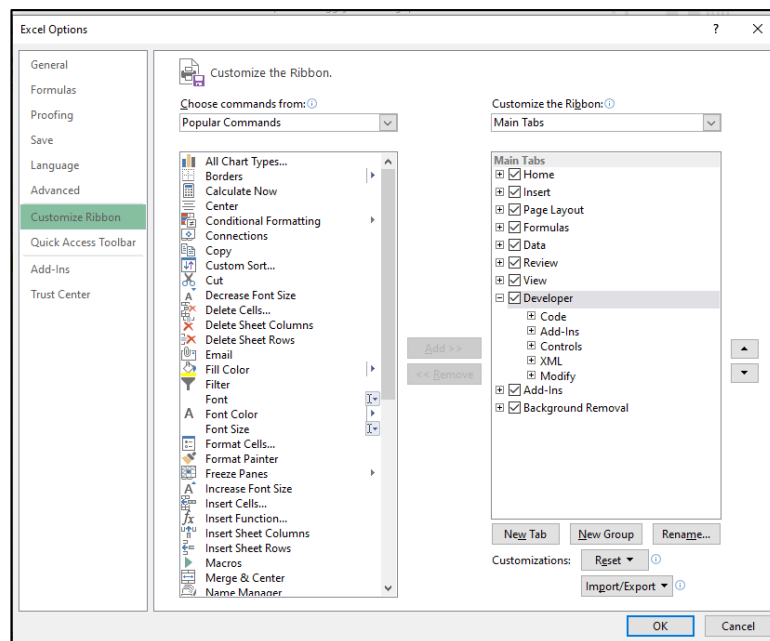 Excel Options
?
General
Formulas
Proofing
Save
Language
Advanced
Customize Ribbon
Quick Access Toolbar
Add-Ins
Trust Center
Customize the Ribbon.
Choose commands from:
Popular Commands
All Chart Types...
Borders
Calculate Now
Center
Conditional Formatting
Connections
Copy
Custom Sort...
Cut
Decrease Font Size
Delete Cells...
Delete Sheet Columns
Delete Sheet Rows
Email
Fill Color
Filter
Font
Font Color
Font Size
Format Cells...
Format Painter
Freeze Panes
Increase Font Size
Insert Cells...
Insert Function...
Insert Sheet Columns
Insert Sheet Rows
Macros
Merge & Center
Name Manager
Add >>
<< Remove
Customize the Ribbon:
Main Tabs
Main Tabs
Home
Insert
Page Layout
Formulas
Data
Review
View
Developer
Code
Add-Ins
Controls
XML
Modify
Add-Ins
Background Removal
New Tab New Group Rename...
Customizations: Reset
Import/Export
OK Cancel